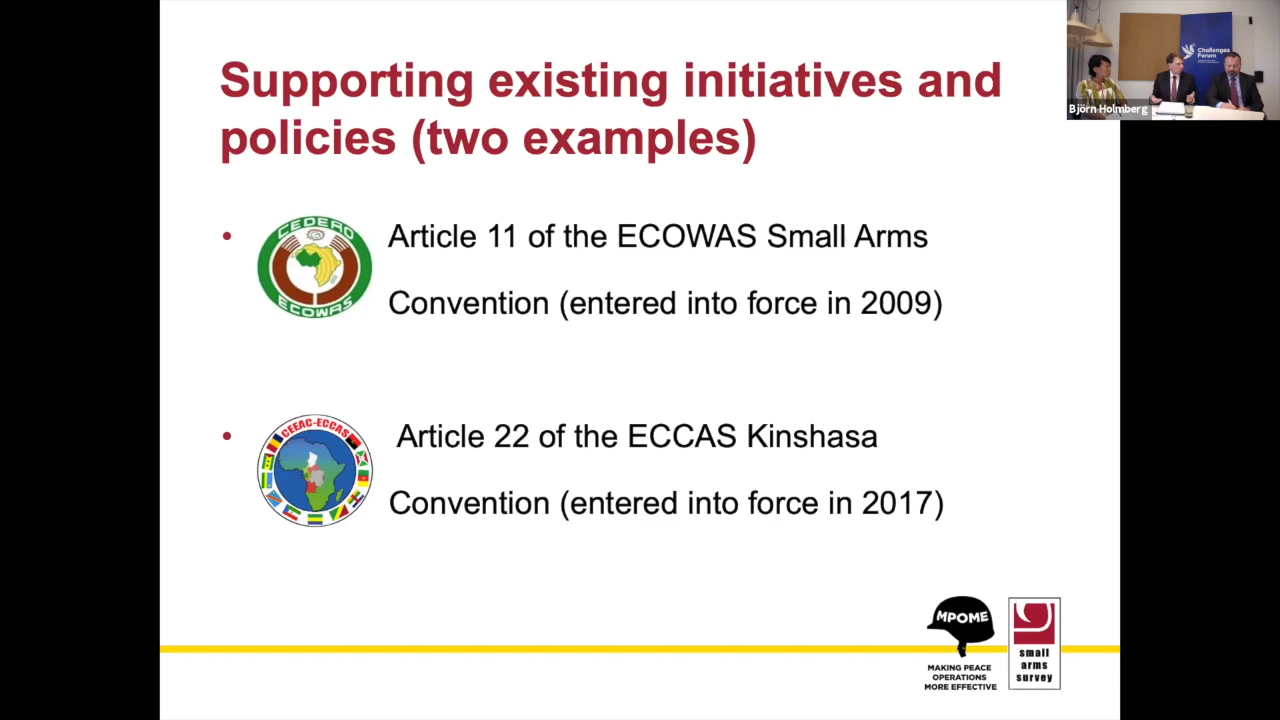 Supporting existing initiatives and
policies (two examples)
Challenges
Forum
Björn Holmberg
CEDEAO
ECOWAS
• Article 11 of the ECOWAS Small Arms
Convention (entered into force in 2009)
CEEAC-ECCAS
• Article 22 of the ECCAS Kinshasa
Convention (entered into force in 2017)
MPOME
MAKING PEACE
OPERATIONS
MORE EFFECTIVE
small
arms
survey